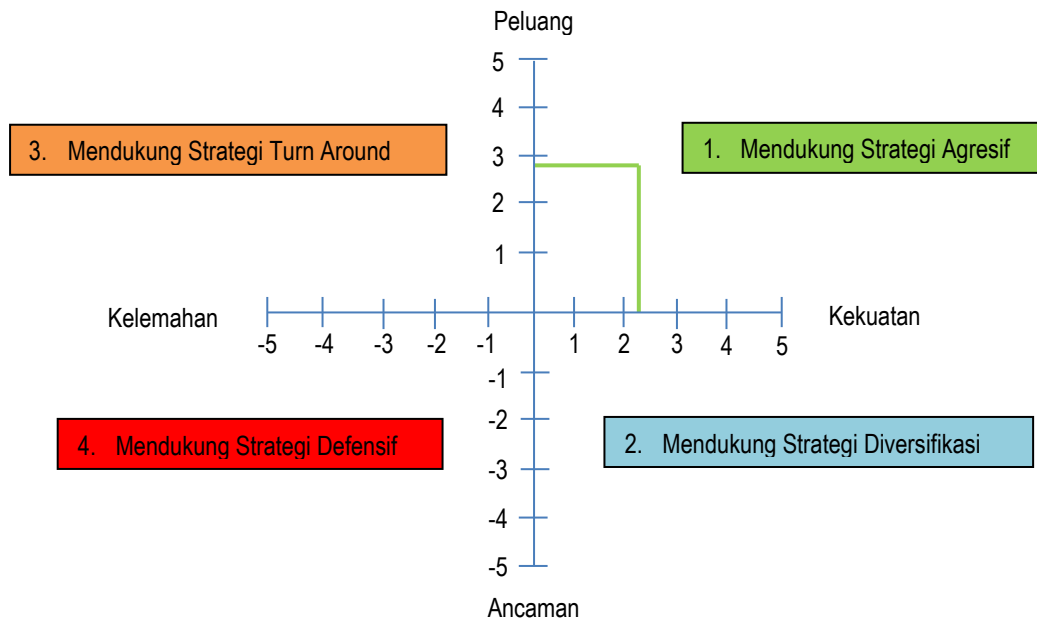 Peluang
5
4
3. Mendukung Strategi Turn Around
3
1. Mendukung Strategi Agresif
2
1
Kelemahan
-5 -4 -3 -2 -1 1 2 3 4 5
Kekuatan
-1
-2
4. Mendukung Strategi Defensif
2. Mendukung Strategi Diversifikasi
-3
-4
-5
Ancaman